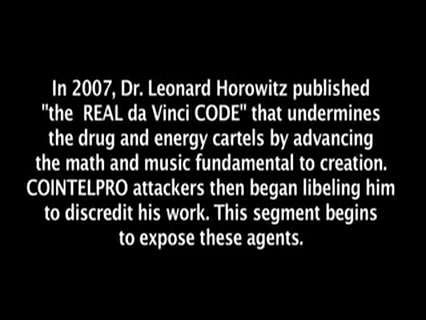 In 2007, Dr. Leonard Horowitz published
"the REAL da Vinci CODE" that undermines
the drug and energy cartels by advancing
the math and music fundamental to creation.
COINTELPRO attackers then began libeling him
to discredit his work. This segment begins
to expose these agents.